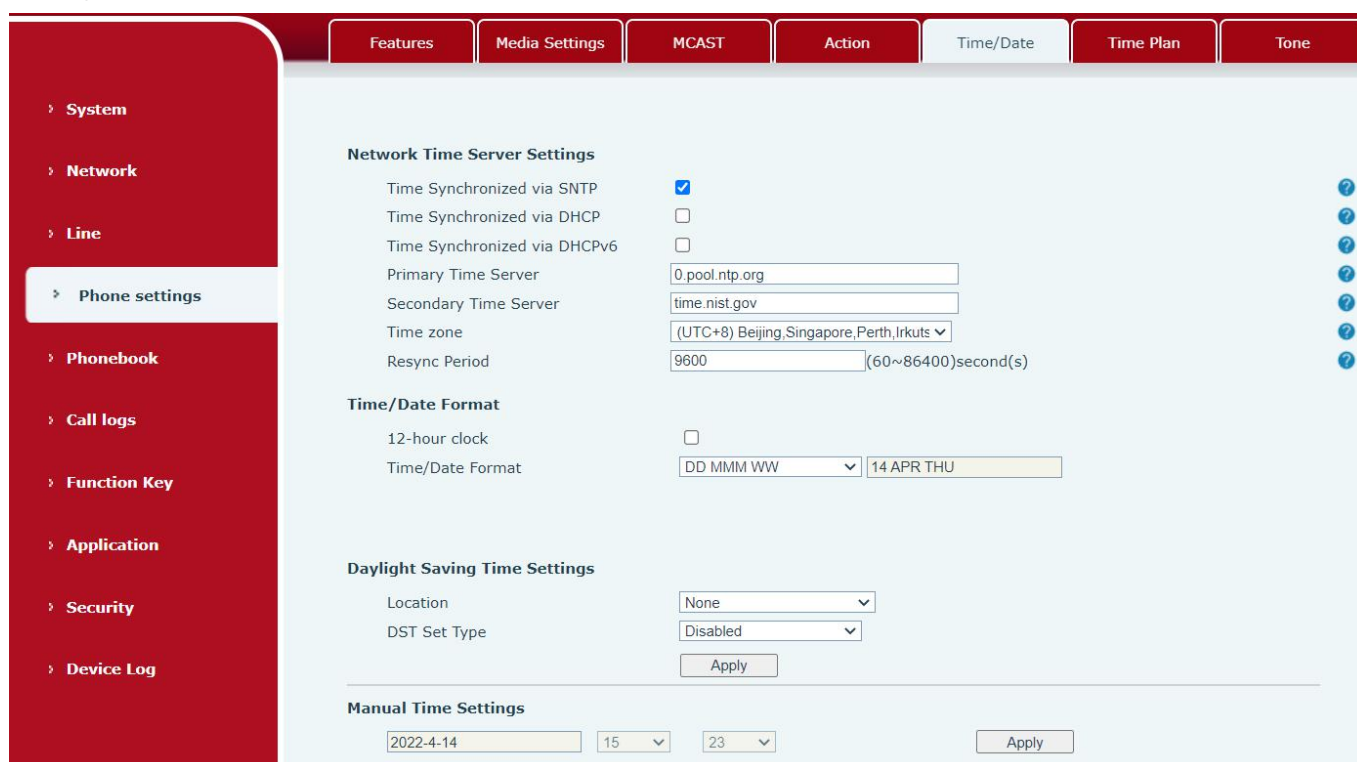 Features Media Settings MCAST Action Time/Date Time Plan Tone
System
Network
Line
Phone settings
Phonebook
Call logs
Function Key
Application
Security
Device Log
Network Time Server Settings
Time Synchronized via SNTP
Time Synchronized via DHCP
Time Synchronized via DHCPv6
Primary Time Server 0.pool.ntp.org
Secondary Time Server time.nist.gov
Time zone (UTC+8) Beijing,Singapore,Perth,Irkuts
Resync Period 9600 (60~86400)second(s)
Time/Date Format
12-hour clock
Time/Date Format DD MMM WW 14 APR THU
Daylight Saving Time Settings
Location None
DST Set Type Disabled
Apply
Manual Time Settings
2022-4-14 15 23 Apply